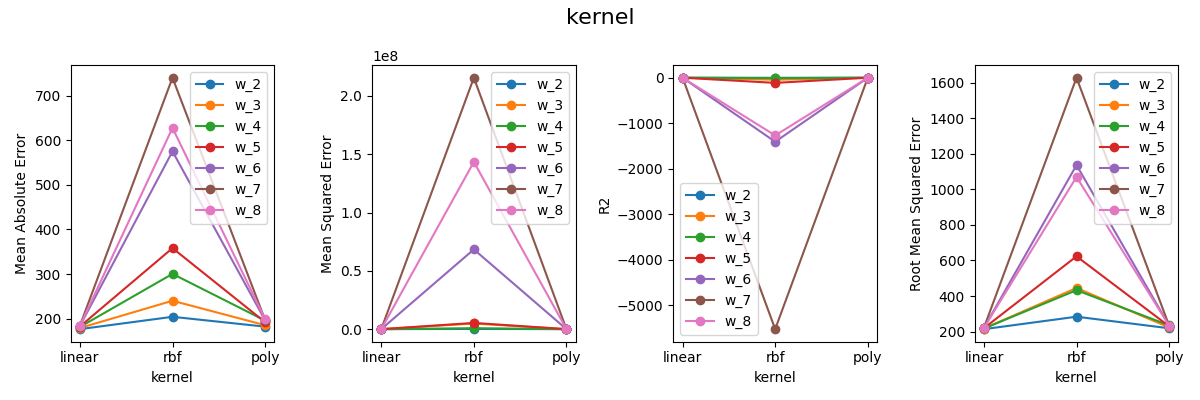 kernel
Mean Absolute Error
700
600
500
400
300
200
linear
rbf
poly
kernel
w_2
w_3
w_4
w_5
w_6
w_7
w_8
1e8
Mean Squared Error
2.0
1.5
1.0
0.5
0.0
linear
rbf
poly
kernel
w_2
w_3
w_4
w_5
w_6
w_7
w_8
R2
0
−1000
−2000
−3000
−4000
−5000
linear
rbf
poly
kernel
w_2
w_3
w_4
w_5
w_6
w_7
w_8
Root Mean Squared Error
1600
1400
1200
1000
800
600
400
200
linear
rbf
poly
kernel
w_2
w_3
w_4
w_5
w_6
w_7
w_8